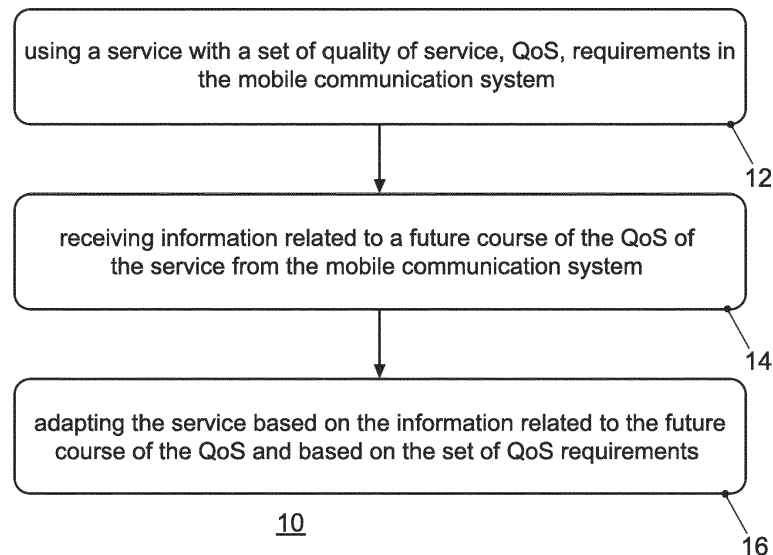 using a service with a set of quality of service, QoS, requirements in
the mobile communication system
12
receiving information related to a future course of the QoS of
the service from the mobile communication system
14
adapting the service based on the information related to the future
course of the QoS and based on the set of QoS requirements
10
16